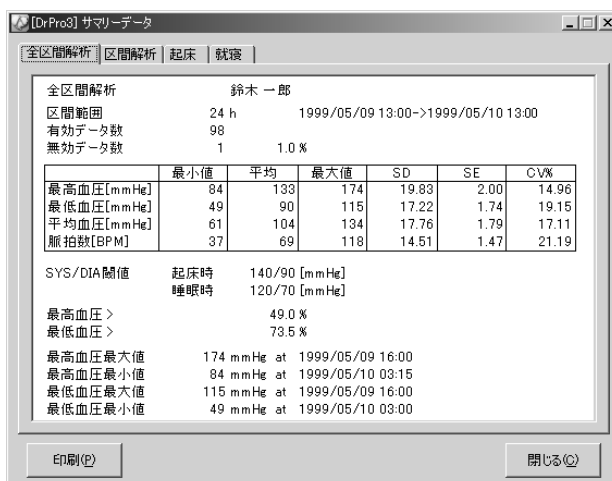 [DrPro3] サマリーデータ
全区間解析 区間解析 起床 就寝
全区間解析 鈴木 一郎
区間範囲 24 h 1999/05/09 13:00->1999/05/10 13:00
有効データ数 98
無効データ数 1 1.0 %
最小値 平均 最大値 SD SE CV%
最高血圧[mmHg] 84 133 174 19.83 2.00 14.96
最低血圧[mmHg] 49 90 115 17.22 1.74 19.15
平均血圧[mmHg] 61 104 134 17.76 1.79 17.11
脈拍数[BPM] 37 69 118 14.51 1.47 21.19
SYS/DIA閾値 起床時 140/90 [mmHg]
睡眠時 120/70 [mmHg]
最高血圧 > 49.0 %
最低血圧 > 73.5 %
最高血圧最大値 174 mmHg at 1999/05/09 16:00
最高血圧最小値 84 mmHg at 1999/05/10 03:15
最低血圧最大値 115 mmHg at 1999/05/09 16:00
最低血圧最小値 49 mmHg at 1999/05/10 03:00
印刷(P) 閉じる(C)